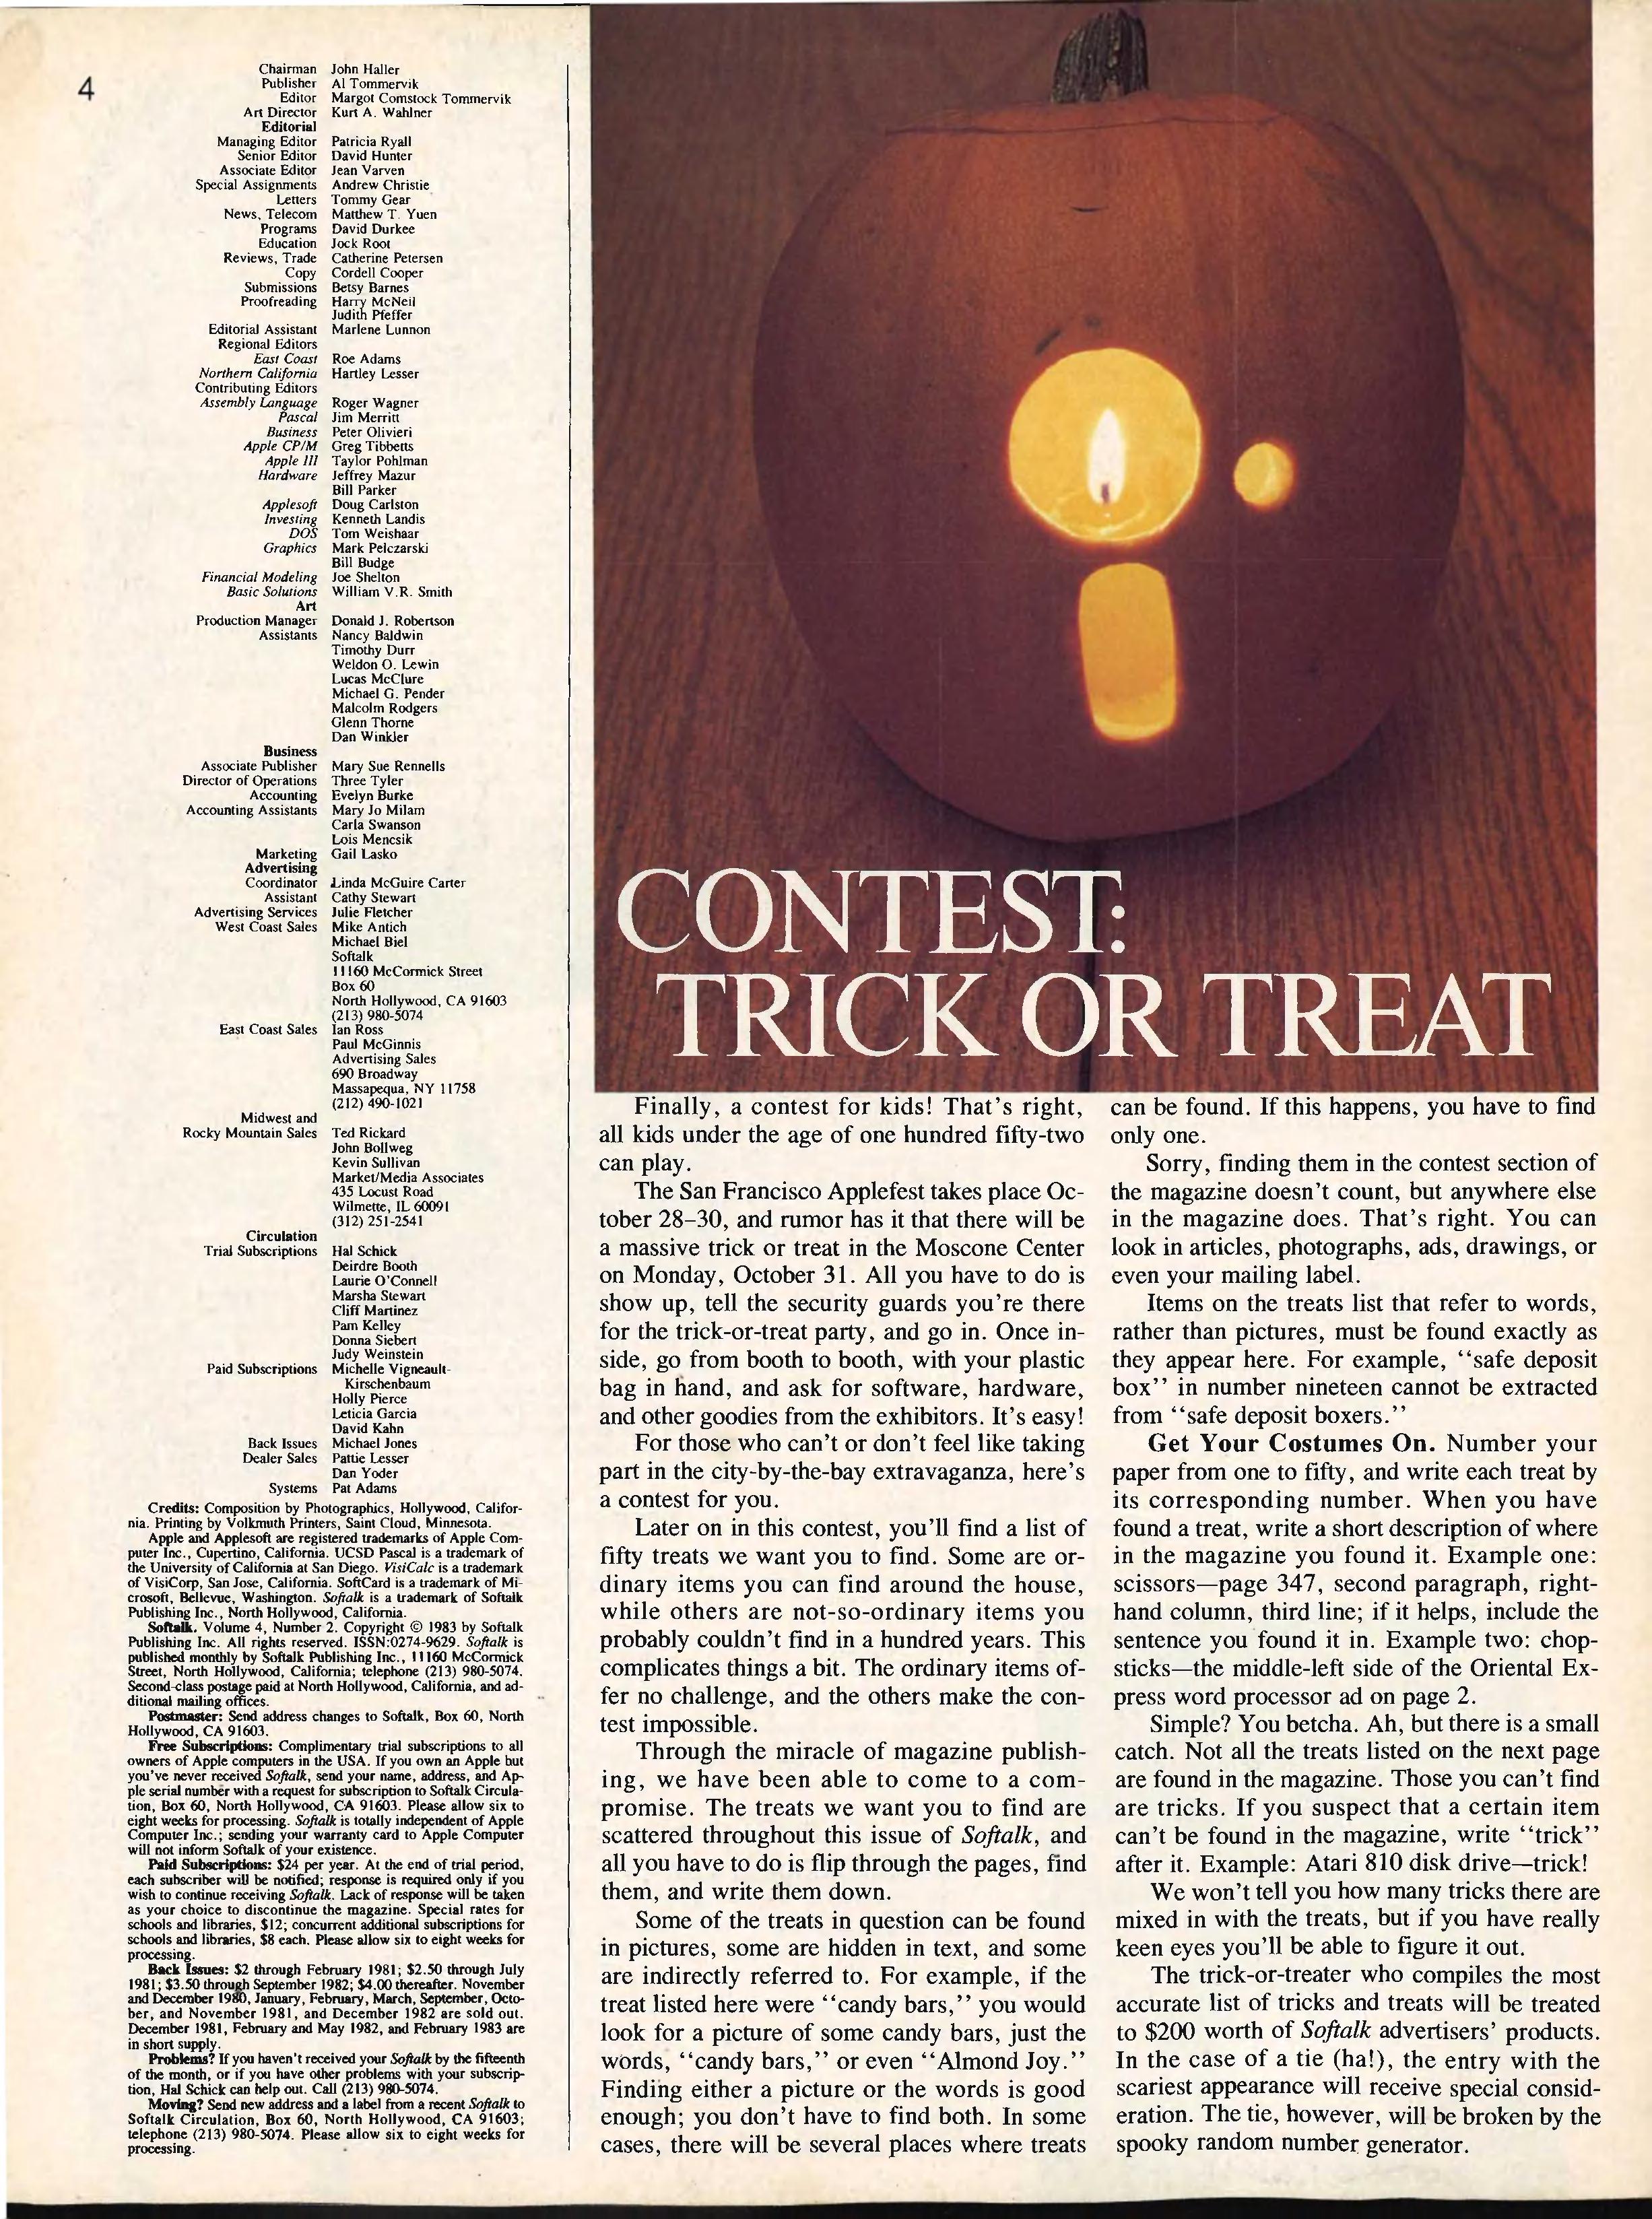 4
Chairman John Haller
Publisher Al Tommervik
Editor Margot Comstock Tommervik
Art Director Kurt A. Wahlner
Editorial
Managing Editor Patricia Ryall
Senior Editor David Hunter
Associate Editor Jean Varven
Special Assignments Andrew Christie
Letters Tommy Gear
News, Telecom Matthew T. Yuen
Programs David Durkee
Education Jock Root
Reviews, Trade Catherine Petersen
Copy Cordell Cooper
Submissions Betsy Barnes
Proofreading Harry McNeil
Judith Pfeffer
Editorial Assistant Marlene Lunnon
Regional Editors
East Coast Roe Adams
Northern California Hartley Lesser
Contributing Editors
Assembly Language Roger Wagner
Pascal Jim Merritt
Business Peter Olivieri
Apple CP/M Greg Tibbetts
Apple III Taylor Pohlman
Hardware Jeffrey Mazur
Bill Parker
Applesoft Doug Carlston
Investing Kenneth Landis
DOS Tom Weishaar
Graphics Mark Pelczarski
Bill Budge
Financial Modeling Joe Shelton
Basic Solutions William V.R. Smith
Art
Production Manager Donald J. Robertson
Assistants Nancy Baldwin
Timothy Durr
Weldon O. Lewin
Lucas McClure
Michael G. Pender
Malcolm Rodgers
Glenn Thorne
Dan Winkler
Business
Associate Publisher Mary Sue Rennells
Director of Operations Three Tyler
Accounting Evelyn Burke
Accounting Assistants Mary Jo Milam
Carla Swanson
Lois Mencsik
Marketing Gail Lasko
Advertising
Coordinator Linda McGuire Carter
Assistant Cathy Stewart
Advertising Services Julie Fletcher
West Coast Sales Mike Antich
Michael Biel
Softalk
11160 McCormick Street
Box 60
North Hollywood, CA 91603
(213) 980-5074
East Coast Sales Ian Ross
Paul McGinnis
Advertising Sales
690 Broadway
Massapequa, NY 11758
(212) 490-1021
Midwest and
Rocky Mountain Sales Ted Rickard
John Bollweg
Kevin Sullivan
Market/Media Associates
435 Locust Road
Wilmette, IL 60091
(312) 251-2541
Circulation
Trial Subscriptions Hal Schick
Deirdre Booth
Laurie O'Connell
Marsha Stewart
Cliff Martinez
Pam Kelley
Donna Siebert
Judy Weinstein
Paid Subscriptions Michelle Vigneault-
Kirschenbaum
Holly Pierce
Leticia Garcia
David Kahn
Back Issues Michael Jones
Dealer Sales Pattie Lesser
Dan Yoder
Systems Pat Adams
Credits: Composition by Photographics, Hollywood, Califor-
nia. Printing by Volkmuth Printers, Saint Cloud, Minnesota.
Apple and Applesoft are registered trademarks of Apple Com-
puter Inc., Cupertino, California. UCSD Pascal is a trademark of
the University of California at San Diego. VisiCalc is a trademark
of VisiCorp, San Jose, California. SoftCard is a trademark of Mi-
crosoft, Bellevue, Washington. Softalk is a trademark of Softalk
Publishing Inc., North Hollywood, California.
Softalk. Volume 4, Number 2. Copyright © 1983 by Softalk
Publishing Inc. All rights reserved. ISSN:0274-9629. Softalk is
published monthly by Softalk Publishing Inc., 11160 McCormick
Street, North Hollywood, California; telephone (213) 980-5074.
Second-class postage paid at North Hollywood, California, and ad-
ditional mailing offices.
Postmaster: Send address changes to Softalk, Box 60, North
Hollywood, CA 91603.
Free Subscriptions: Complimentary trial subscriptions to all
owners of Apple computers in the USA. If you own an Apple but
you've never received Softalk, send your name, address, and Ap-
ple serial number with a request for subscription to Softalk Circula-
tion, Box 60, North Hollywood, CA 91603. Please allow six to
eight weeks for processing. Softalk is totally independent of Apple
Computer Inc.; sending your warranty card to Apple Computer
will not inform Softalk of your existence.
Paid Subscriptions: $24 per year. At the end of trial period,
each subscriber will be notified; response is required only if you
wish to continue receiving Softalk. Lack of response will be taken
as your choice to discontinue the magazine. Special rates for
schools and libraries, $12; concurrent additional subscriptions for
schools and libraries, $8 each. Please allow six to eight weeks for
processing.
Back Issues: $2 through February 1981; $2.50 through July
1981; $3.50 through September 1982; $4.00 thereafter. November
and December 1980, January, February, March, September, Octo-
ber, and November 1981, and December 1982 are sold out.
December 1981, February and May 1982, and February 1983 are
in short supply.
Problems? If you haven't received your Softalk by the fifteenth
of the month, or if you have other problems with your subscrip-
tion, Hal Schick can help out. Call (213) 980-5074.
Moving? Send new address and a label from a recent Softalk to
Softalk Circulation, Box 60, North Hollywood, CA 91603;
telephone (213) 980-5074. Please allow six to eight weeks for
processing.
CONTEST:
TRICK OR TREAT
Finally, a contest for kids! That's right,
all kids under the age of one hundred fifty-two
can play.
The San Francisco Applefest takes place Oc-
tober 28–30, and rumor has it that there will be
a massive trick or treat in the Moscone Center
on Monday, October 31. All you have to do is
show up, tell the security guards you're there
for the trick-or-treat party, and go in. Once in-
side, go from booth to booth, with your plastic
bag in hand, and ask for software, hardware,
and other goodies from the exhibitors. It's easy!
For those who can't or don't feel like taking
part in the city-by-the-bay extravaganza, here's
a contest for you.
Later on in this contest, you'll find a list of
fifty treats we want you to find. Some are or-
dinary items you can find around the house,
while others are not-so-ordinary items you
probably couldn't find in a hundred years. This
complicates things a bit. The ordinary items of-
fer no challenge, and the others make the con-
test impossible.
Through the miracle of magazine publish-
ing, we have been able to come to a com-
promise. The treats we want you to find are
scattered throughout this issue of Softalk, and
all you have to do is flip through the pages, find
them, and write them down.
Some of the treats in question can be found
in pictures, some are hidden in text, and some
are indirectly referred to. For example, if the
treat listed here were ‘‘candy bars,’’ you would
look for a picture of some candy bars, just the
words, ‘‘candy bars,’’ or even ‘‘Almond Joy.’’
Finding either a picture or the words is good
enough; you don't have to find both. In some
cases, there will be several places where treats
can be found. If this happens, you have to find
only one.
Sorry, finding them in the contest section of
the magazine doesn't count, but anywhere else
in the magazine does. That's right. You can
look in articles, photographs, ads, drawings, or
even your mailing label.
Items on the treats list that refer to words,
rather than pictures, must be found exactly as
they appear here. For example, ‘‘safe deposit
box’’ in number nineteen cannot be extracted
from ‘‘safe deposit boxers.’’
Get Your Costumes On. Number your
paper from one to fifty, and write each treat by
its corresponding number. When you have
found a treat, write a short description of where
in the magazine you found it. Example one:
scissors—page 347, second paragraph, right-
hand column, third line; if it helps, include the
sentence you found it in. Example two: chop-
sticks—the middle-left side of the Oriental Ex-
press word processor ad on page 2.
Simple? You betcha. Ah, but there is a small
catch. Not all the treats listed on the next page
are found in the magazine. Those you can't find
are tricks. If you suspect that a certain item
can't be found in the magazine, write ‘‘trick’’
after it. Example: Atari 810 disk drive—trick!
We won't tell you how many tricks there are
mixed in with the treats, but if you have really
keen eyes you'll be able to figure it out.
The trick-or-treater who compiles the most
accurate list of tricks and treats will be treated
to $200 worth of Softalk advertisers' products.
In the case of a tie (ha!), the entry with the
scariest appearance will receive special consid-
eration. The tie, however, will be broken by the
spooky random number generator.